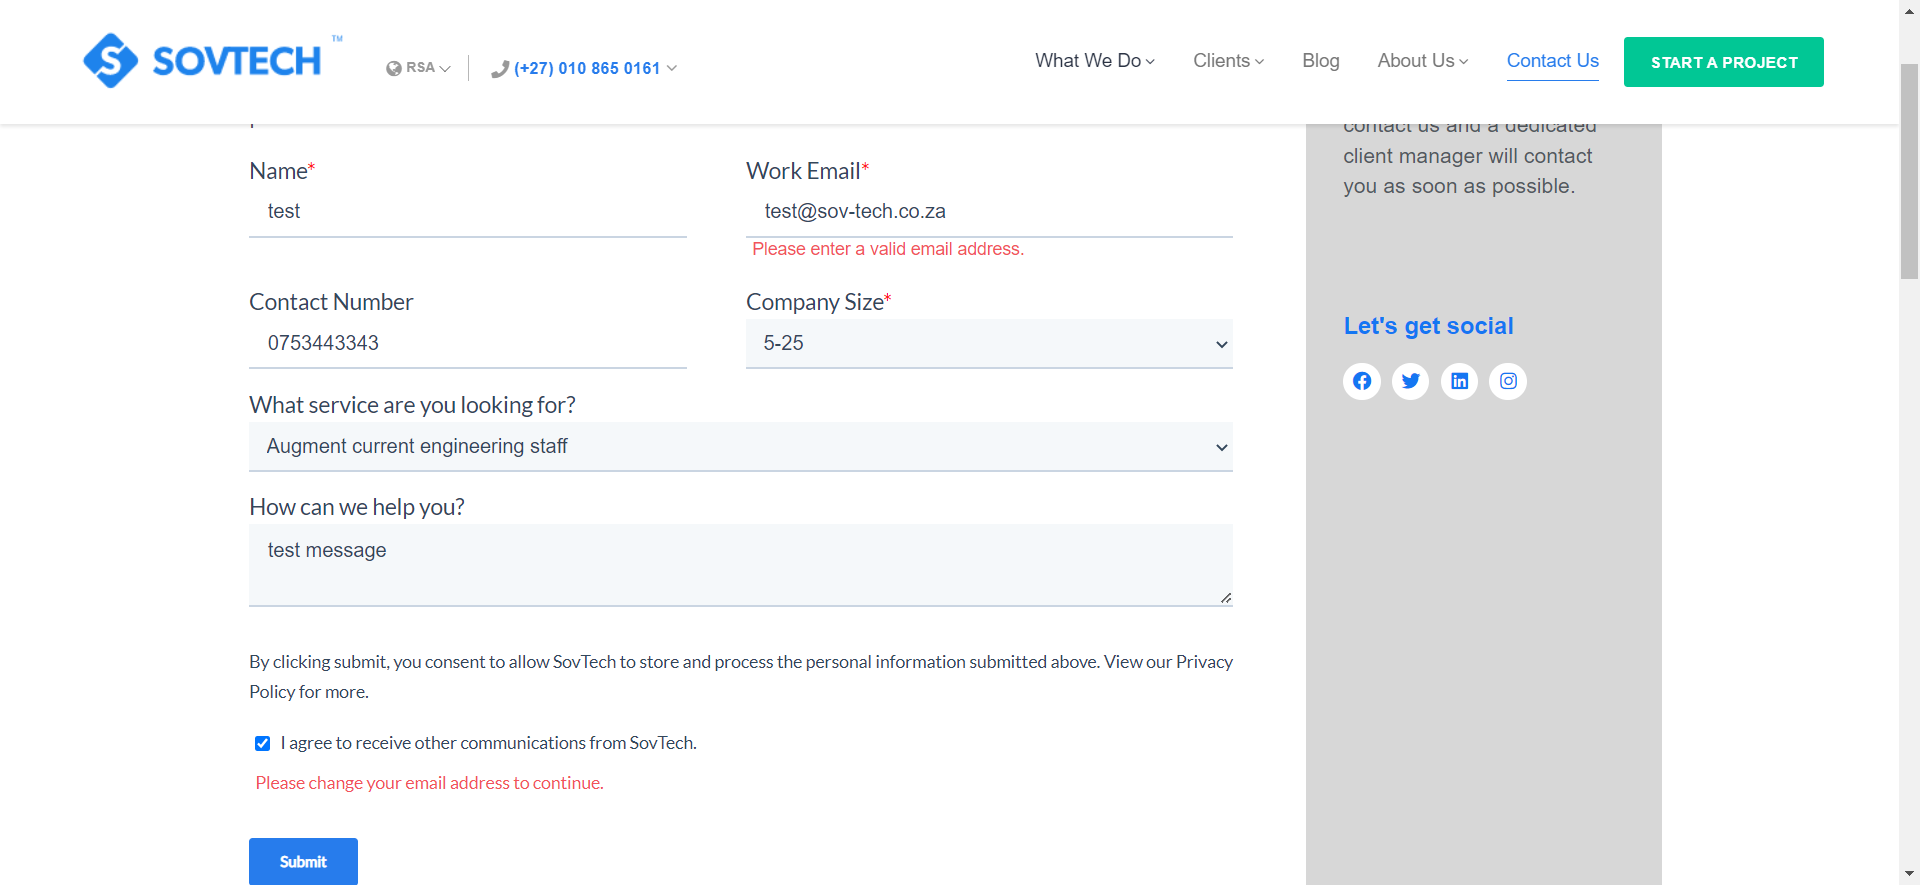 SOVTECH ™
RSA
(+27) 010 865 0161
What We Do
Clients
Blog
About Us
Contact Us
START A PROJECT
contact us and a dedicated
client manager will contact
you as soon as possible.
Name*
test
Work Email*
test@sov-tech.co.za
Please enter a valid email address.
Contact Number
0753443343
Company Size*
5-25
What service are you looking for?
Augment current engineering staff
How can we help you?
test message
By clicking submit, you consent to allow SovTech to store and process the personal information submitted above. View our Privacy
Policy for more.
I agree to receive other communications from SovTech.
Please change your email address to continue.
Submit
Let's get social